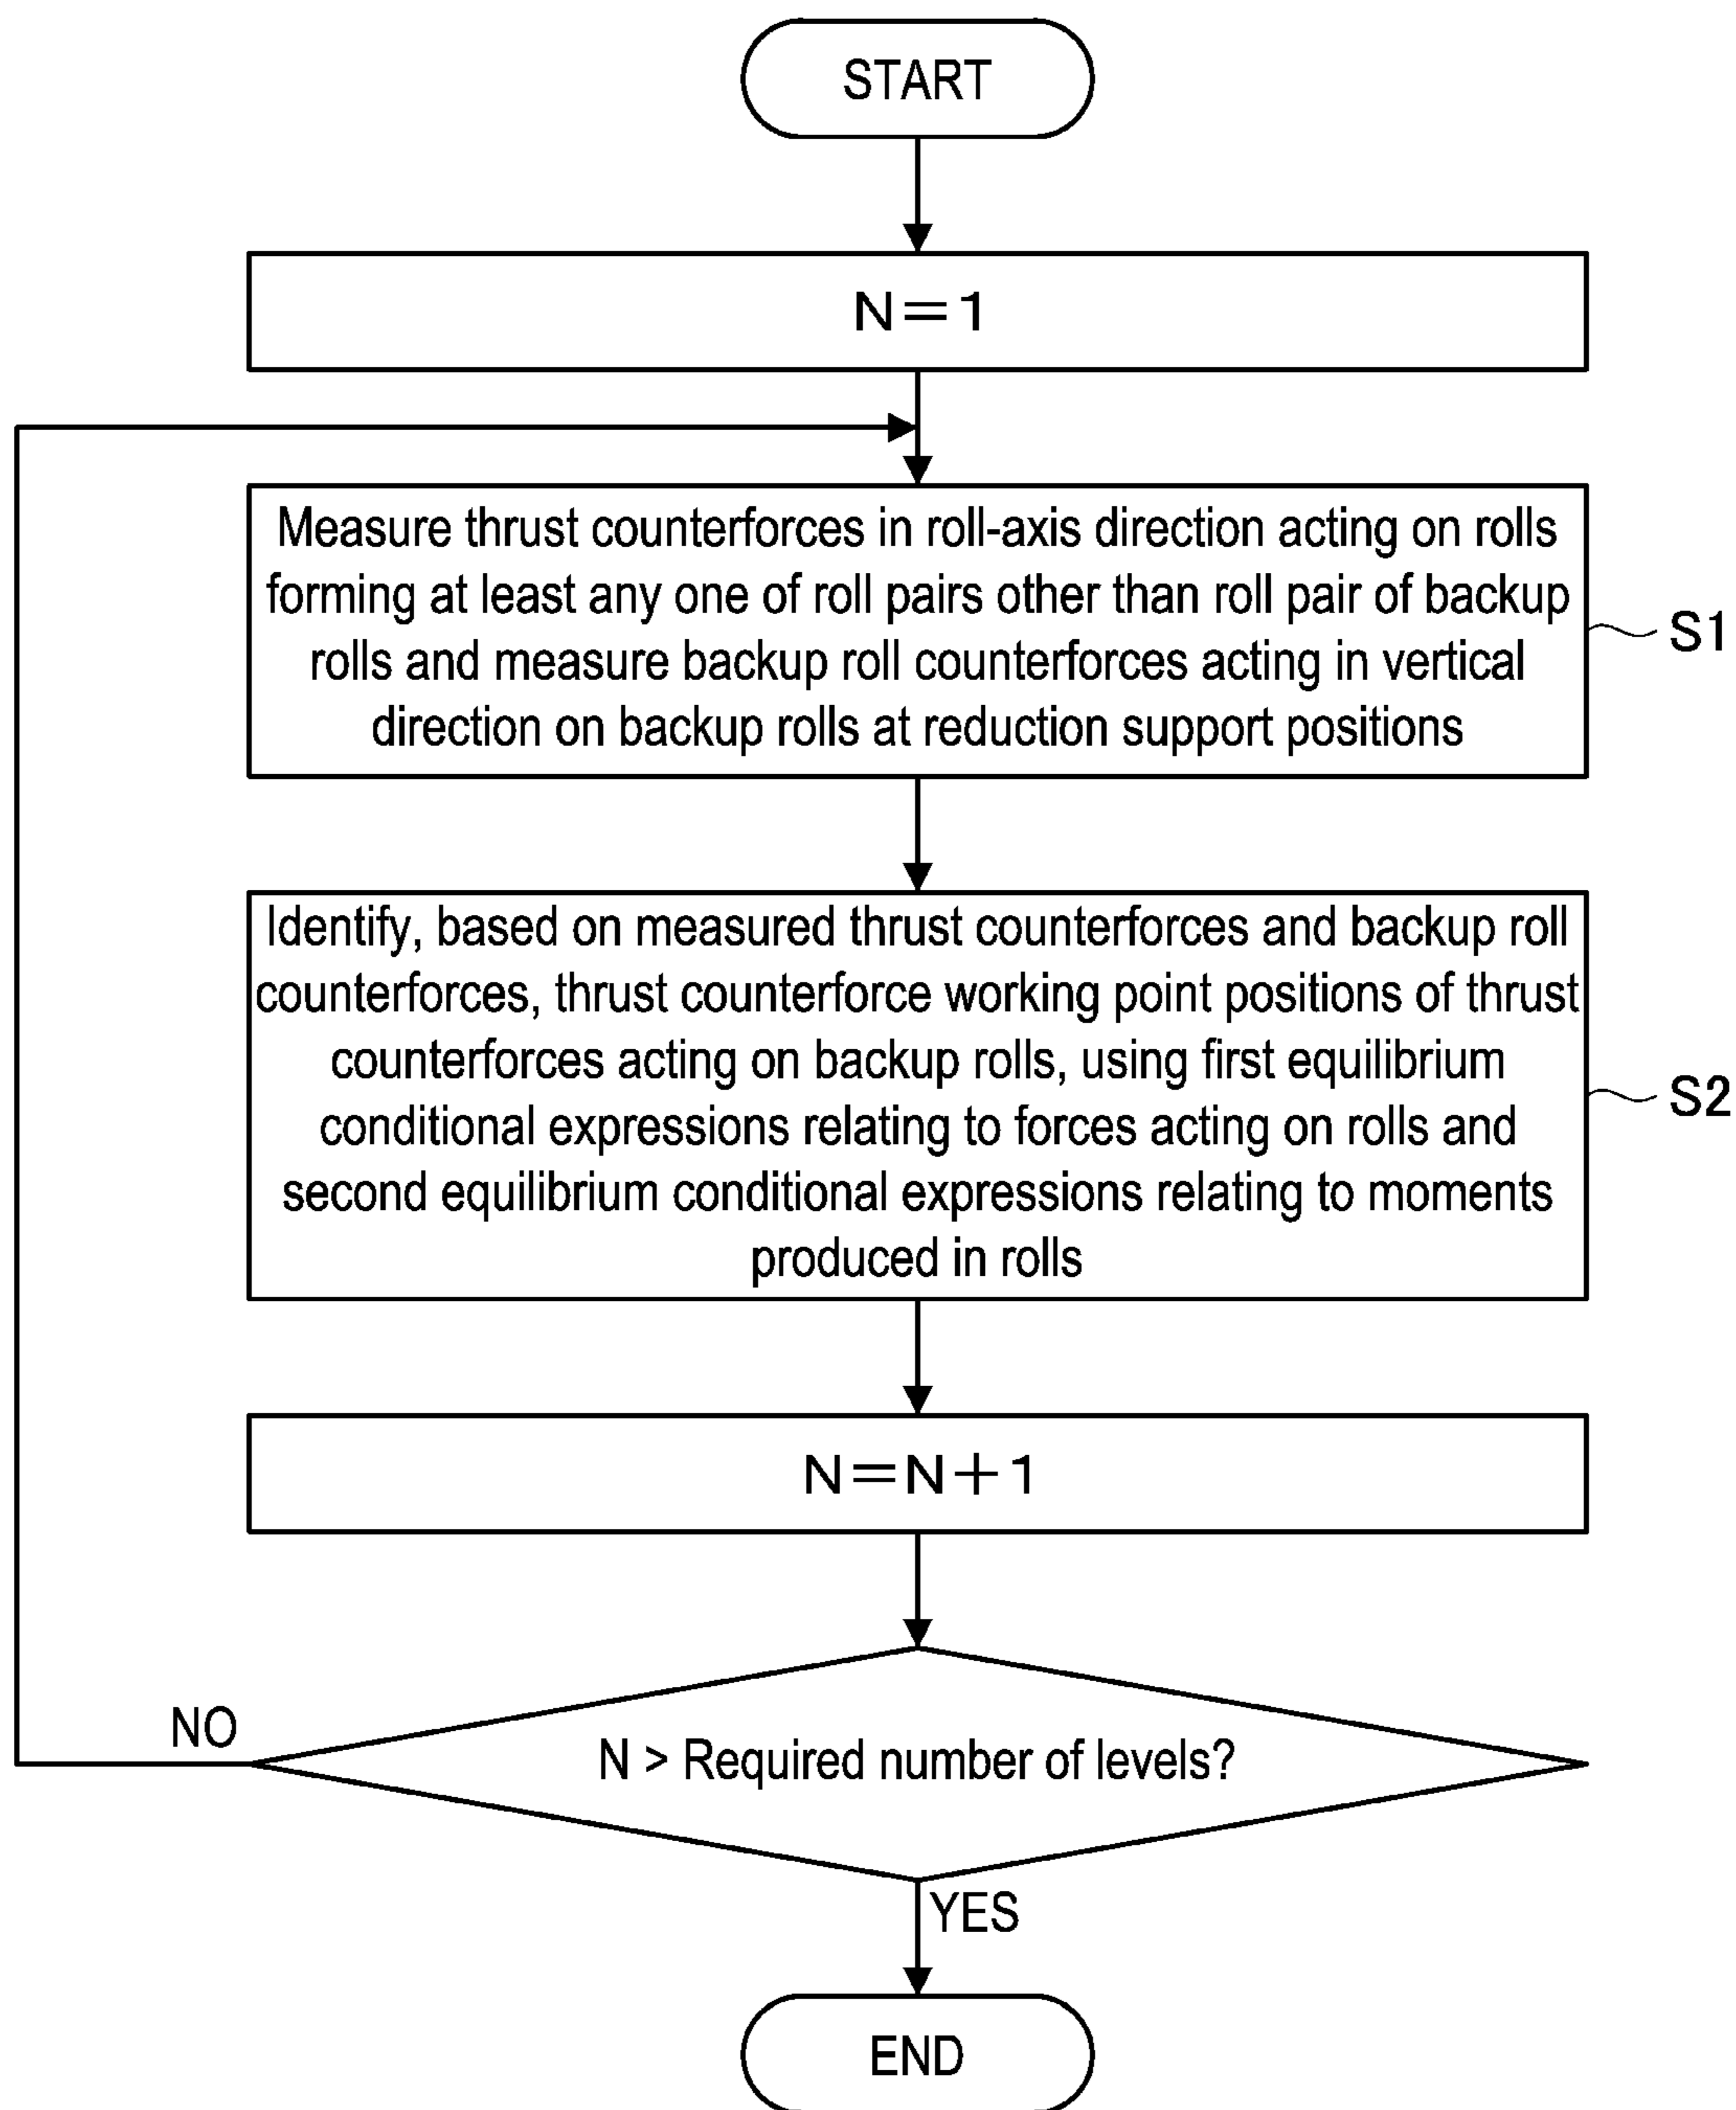 START
N=1
Measure thrust counterforces in roll-axis direction acting on rolls
forming at least any one of roll pairs other than roll pair of backup
rolls and measure backup roll counterforces acting in vertical
direction on backup rolls at reduction support positions
S1
Identify, based on measured thrust counterforces and backup roll
counterforces, thrust counterforce working point positions of thrust
counterforces acting on backup rolls, using first equilibrium
conditional expressions relating to forces acting on rolls and
second equilibrium conditional expressions relating to moments
produced in rolls
S2
N=N+1
NO
N > Required number of levels?
YES
END